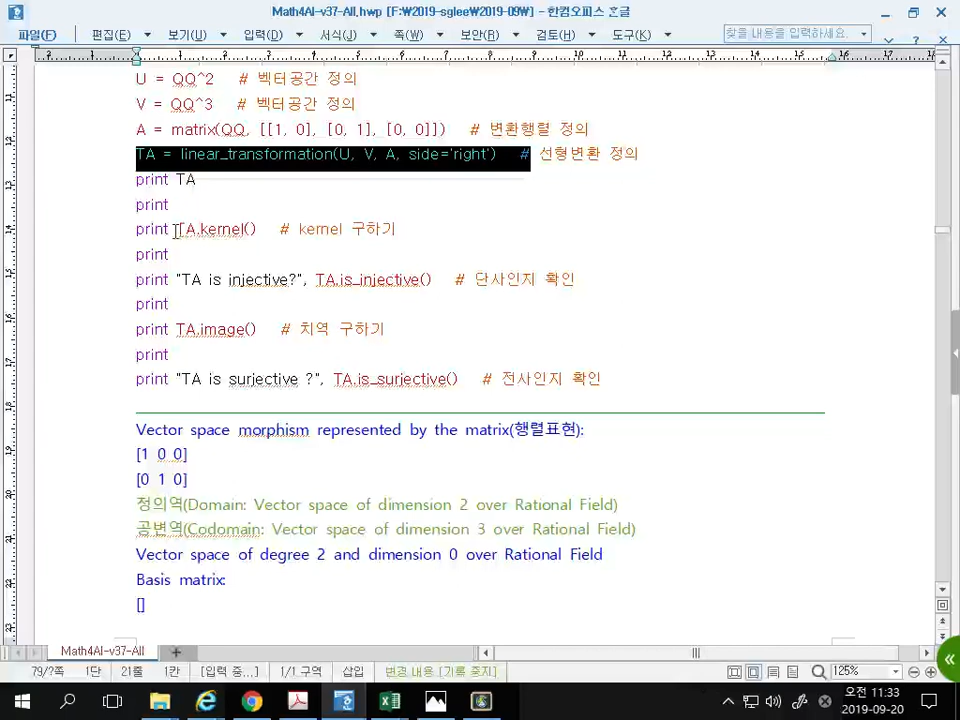 Math4AI-v37-All.hwp [F:₩2019-sglee₩2019-09₩] - 한컴오피스 한글
파일(F) 편집(E) 보기(U) 입력(D) 서식(J) 쪽(W) 보안(R) 검토(H) 도구(K) 찾을 내용을 입력하세요.
U = QQ^2 # 벡터공간 정의
V = QQ^3 # 벡터공간 정의
A = matrix(QQ, [[1, 0], [0, 1], [0, 0]]) # 변환행렬 정의
TA = linear_transformation(U, V, A, side='right') # 선형변환 정의
print TA
print
print TA.kernel() # kernel 구하기
print
print "TA is injective?", TA.is_injective() # 단사인지 확인
print
print TA.image() # 치역 구하기
print
print "TA is surjective ?", TA.is_surjective() # 전사인지 확인
Vector space morphism represented by the matrix(행렬표현):
[1 0 0]
[0 1 0]
정의역(Domain: Vector space of dimension 2 over Rational Field)
공변역(Codomain: Vector space of dimension 3 over Rational Field)
Vector space of degree 2 and dimension 0 over Rational Field
Basis matrix:
[]
Math4AI-v37-All
79/?쪽 1단 21줄 1칸 [입력 중...] 1/1 구역 삽입 변경 내용 [기록 중지] 125%
오전 11:33
2019-09-20